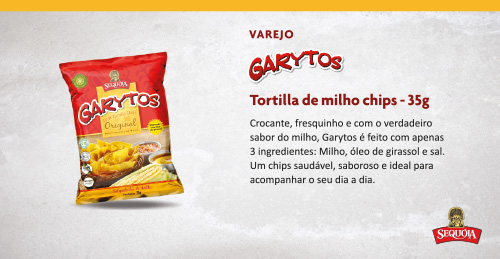 VAREJO
GARYTOS
Tortilla de milho chips - 35g
Crocante, fresquinho e com o verdadeiro
sabor do milho, Garytos é feito com apenas
3 ingredientes: Milho, óleo de girassol e sal.
Um chips saudável, saboroso e ideal para
acompanhar o seu dia a dia.
SEQUOIA
GARYTOS
Original
SEQUOIA